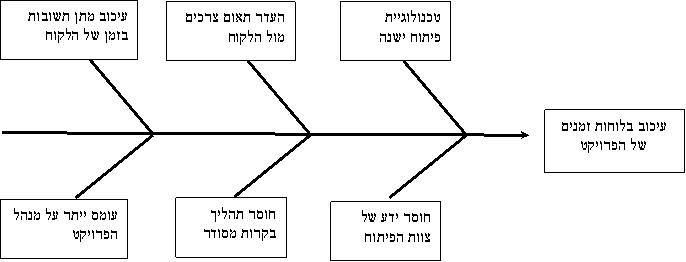 טכנולוגיית
פיתוח ישנה
העדר תאום צרכים
מול הלקוח
עיכוב מתן תשובות
בזמן של הלקוח
עיכוב בלוחות זמנים
של הפרויקט
חוסר ידע של
צוות הפיתוח
חוסר תהליך
בקרות מסודר
עומס ייתר על מנהל
הפרויקט